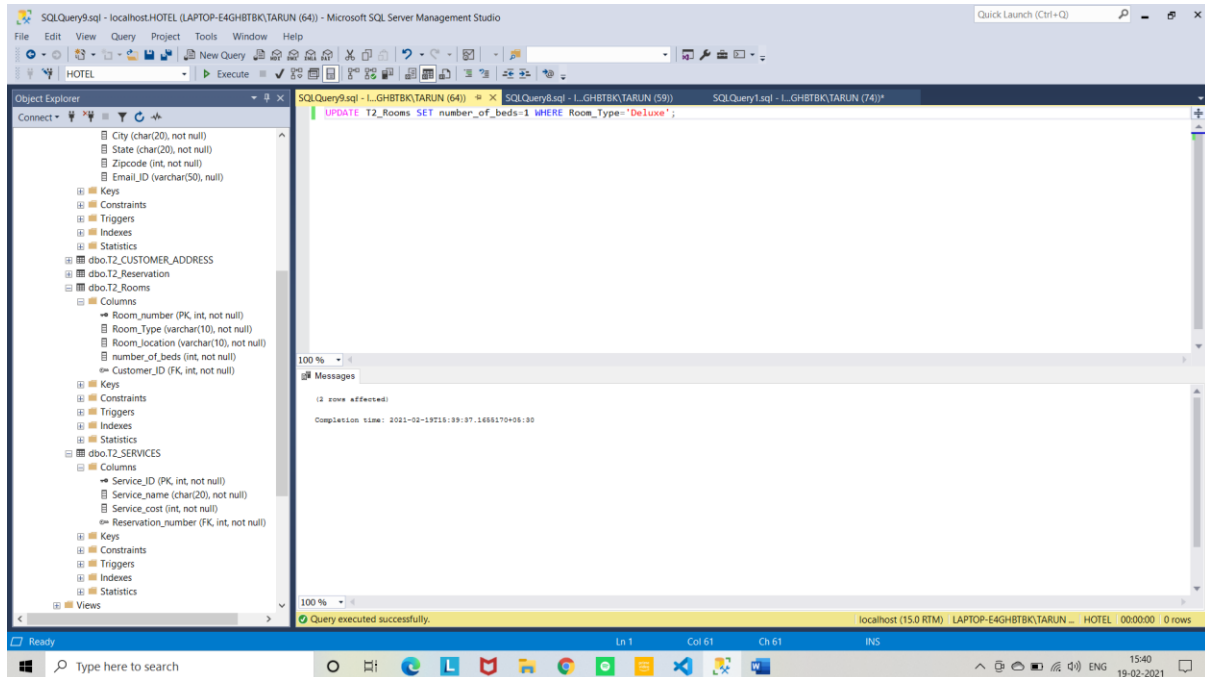 SQLQuery9.sql - localhost.HOTEL (LAPTOP-E4GHBTBK\TARUN (64)) - Microsoft SQL Server Management Studio
Quick Launch (Ctrl+Q)
File Edit View Query Project Tools Window Help
New Query
HOTEL
Execute
Object Explorer
Connect
City (char(20), not null)
State (char(20), not null)
Zipcode (int, not null)
Email_ID (varchar(50), null)
Keys
Constraints
Triggers
Indexes
Statistics
dbo.T2_CUSTOMER_ADDRESS
dbo.T2_Reservation
dbo.T2_Rooms
Columns
Room_number (PK, int, not null)
Room_Type (varchar(10), not null)
Room_location (varchar(10), not null)
number_of_beds (int, not null)
Customer_ID (FK, int, not null)
Keys
Constraints
Triggers
Indexes
Statistics
dbo.T2_SERVICES
Columns
Service_ID (PK, int, not null)
Service_name (char(20), not null)
Service_cost (int, not null)
Reservation_number (FK, int, not null)
Keys
Constraints
Triggers
Indexes
Statistics
Views
SQLQuery9.sql - l...GHBTBK\TARUN (64)) SQLQuery8.sql - l...GHBTBK\TARUN (59)) SQLQuery1.sql - l...GHBTBK\TARUN (74))*
UPDATE T2_Rooms SET number_of_beds=1 WHERE Room_Type='Deluxe';
100 %
Messages
(2 rows affected)
Completion time: 2021-02-19T15:39:37.1655170+05:30
100 %
Query executed successfully.
localhost (15.0 RTM) LAPTOP-E4GHBTBK\TARUN ... HOTEL 00:00:00 0 rows
Ready Ln 1 Col 61 Ch 61 INS
Type here to search
ENG
15:40
19-02-2021